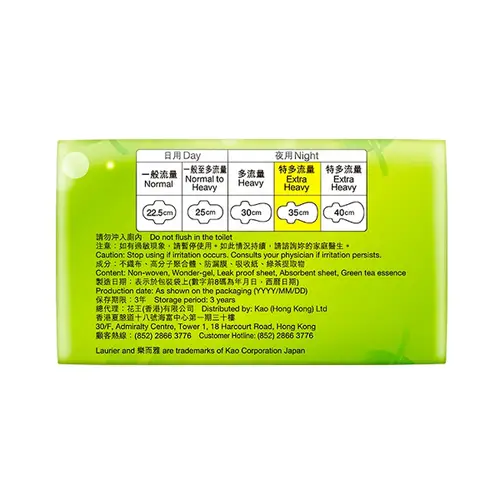 日用 Day 夜用 Night
一般流量 一般至多流量 多流量 特多流量 特多流量
Normal Normal to Heavy Extra Extra
Heavy Heavy Heavy
22.5cm 25cm 30cm 35cm 40cm
請勿沖入廁內 Do not flush in the toilet
注意：如有過敏現象，請暫停使用。如此情況持續，請諮詢妳的家庭醫生。
Caution: Stop using if irritation occurs. Consults your physician if irritation persists.
成分：不織布、高分子聚合體、防漏膜、吸收紙、綠茶提取物
Content: Non-woven, Wonder-gel, Leak proof sheet, Absorbent sheet, Green tea essence
製造日期：表示於包裝袋上(數字前8碼為年月日，西曆日期)
Production date: As shown on the packaging (YYYY/MM/DD)
保存期限：3年 Storage period: 3 years
總代理：花王(香港)有限公司 Distributed by: Kao (Hong Kong) Ltd
香港夏慤道十八號海富中心第一期三十樓
30/F, Admiralty Centre, Tower 1, 18 Harcourt Road, Hong Kong
顧客熱線：(852) 2866 3776 Customer Hotline: (852) 2866 3776
Laurier and 樂而雅 are trademarks of Kao Corporation Japan